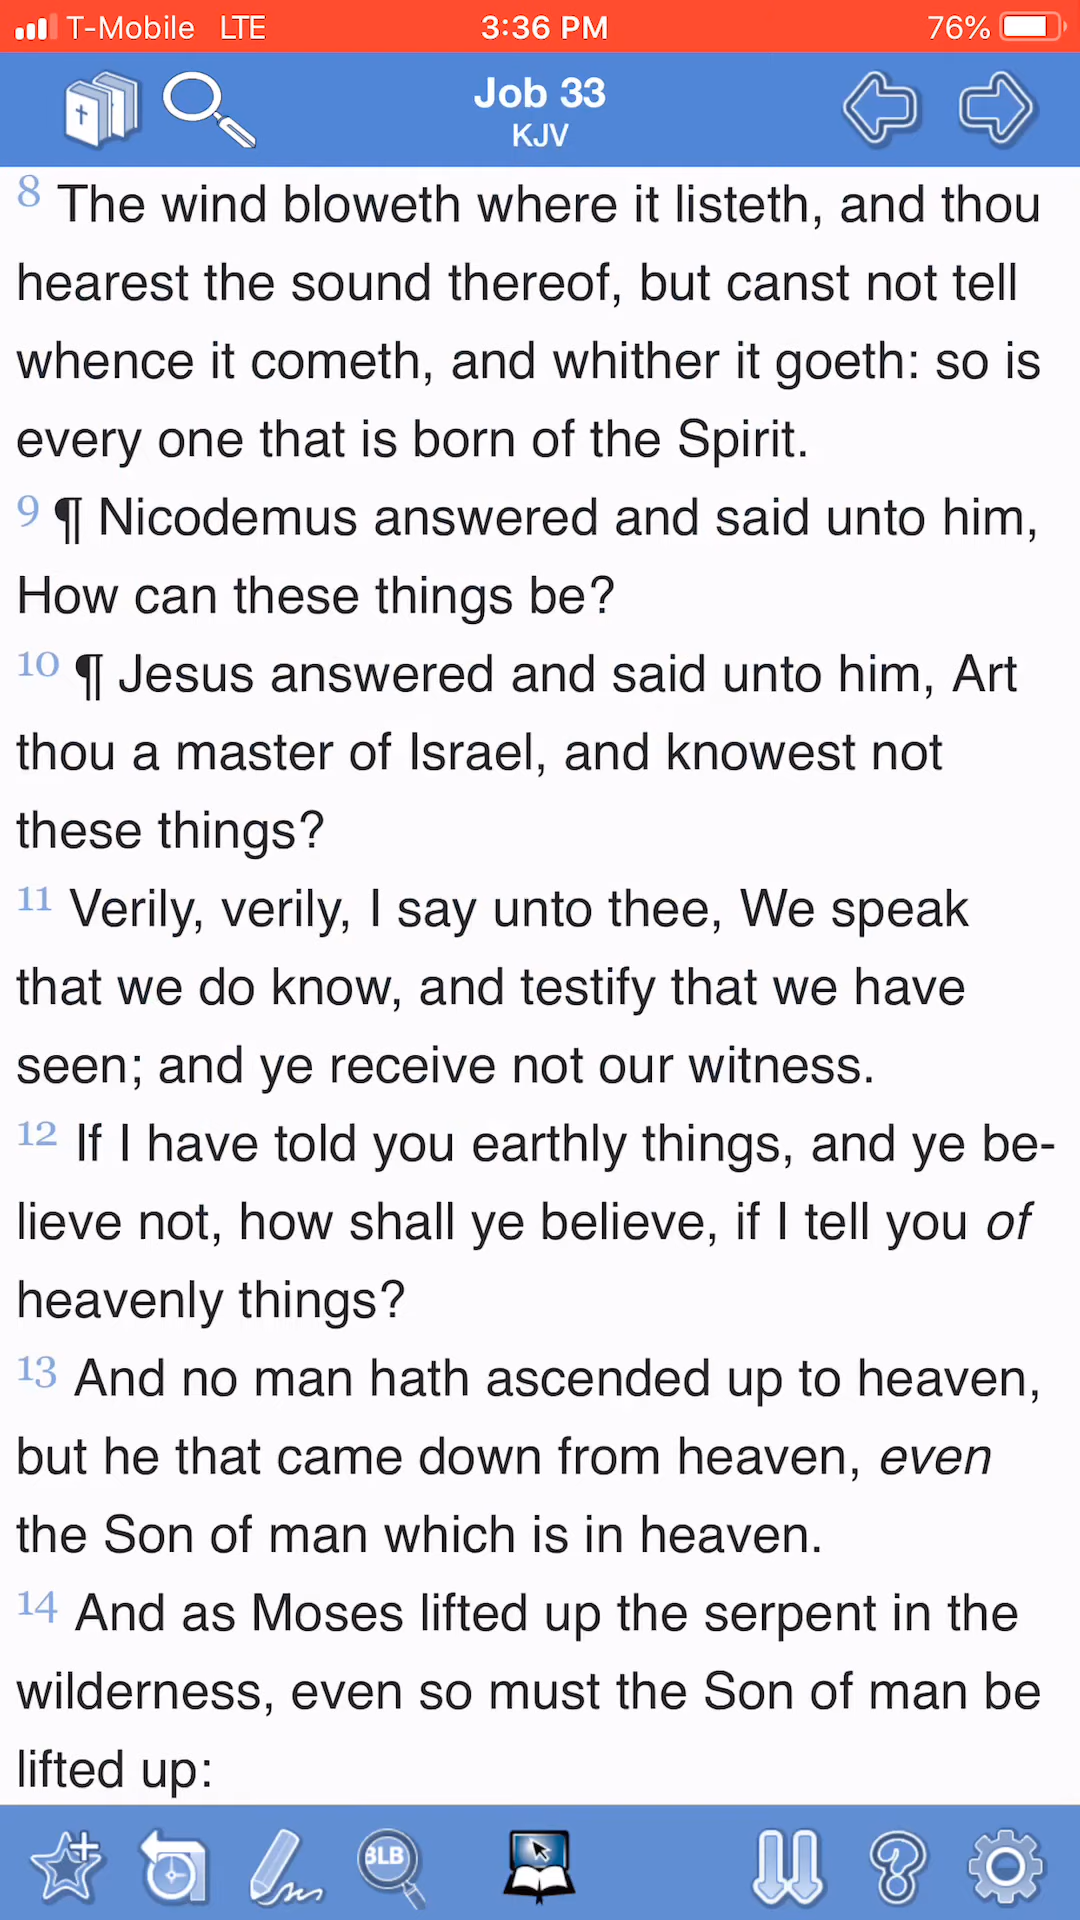 T-Mobile LTE 3:36 PM 76%
Job 33
KJV
8 The wind bloweth where it listeth, and thou
hearest the sound thereof, but canst not tell
whence it cometh, and whither it goeth: so is
every one that is born of the Spirit.
9 ¶ Nicodemus answered and said unto him,
How can these things be?
10 ¶ Jesus answered and said unto him, Art
thou a master of Israel, and knowest not
these things?
11 Verily, verily, I say unto thee, We speak
that we do know, and testify that we have
seen; and ye receive not our witness.
12 If I have told you earthly things, and ye be-
lieve not, how shall ye believe, if I tell you of
heavenly things?
13 And no man hath ascended up to heaven,
but he that came down from heaven, even
the Son of man which is in heaven.
14 And as Moses lifted up the serpent in the
wilderness, even so must the Son of man be
lifted up:
BLB